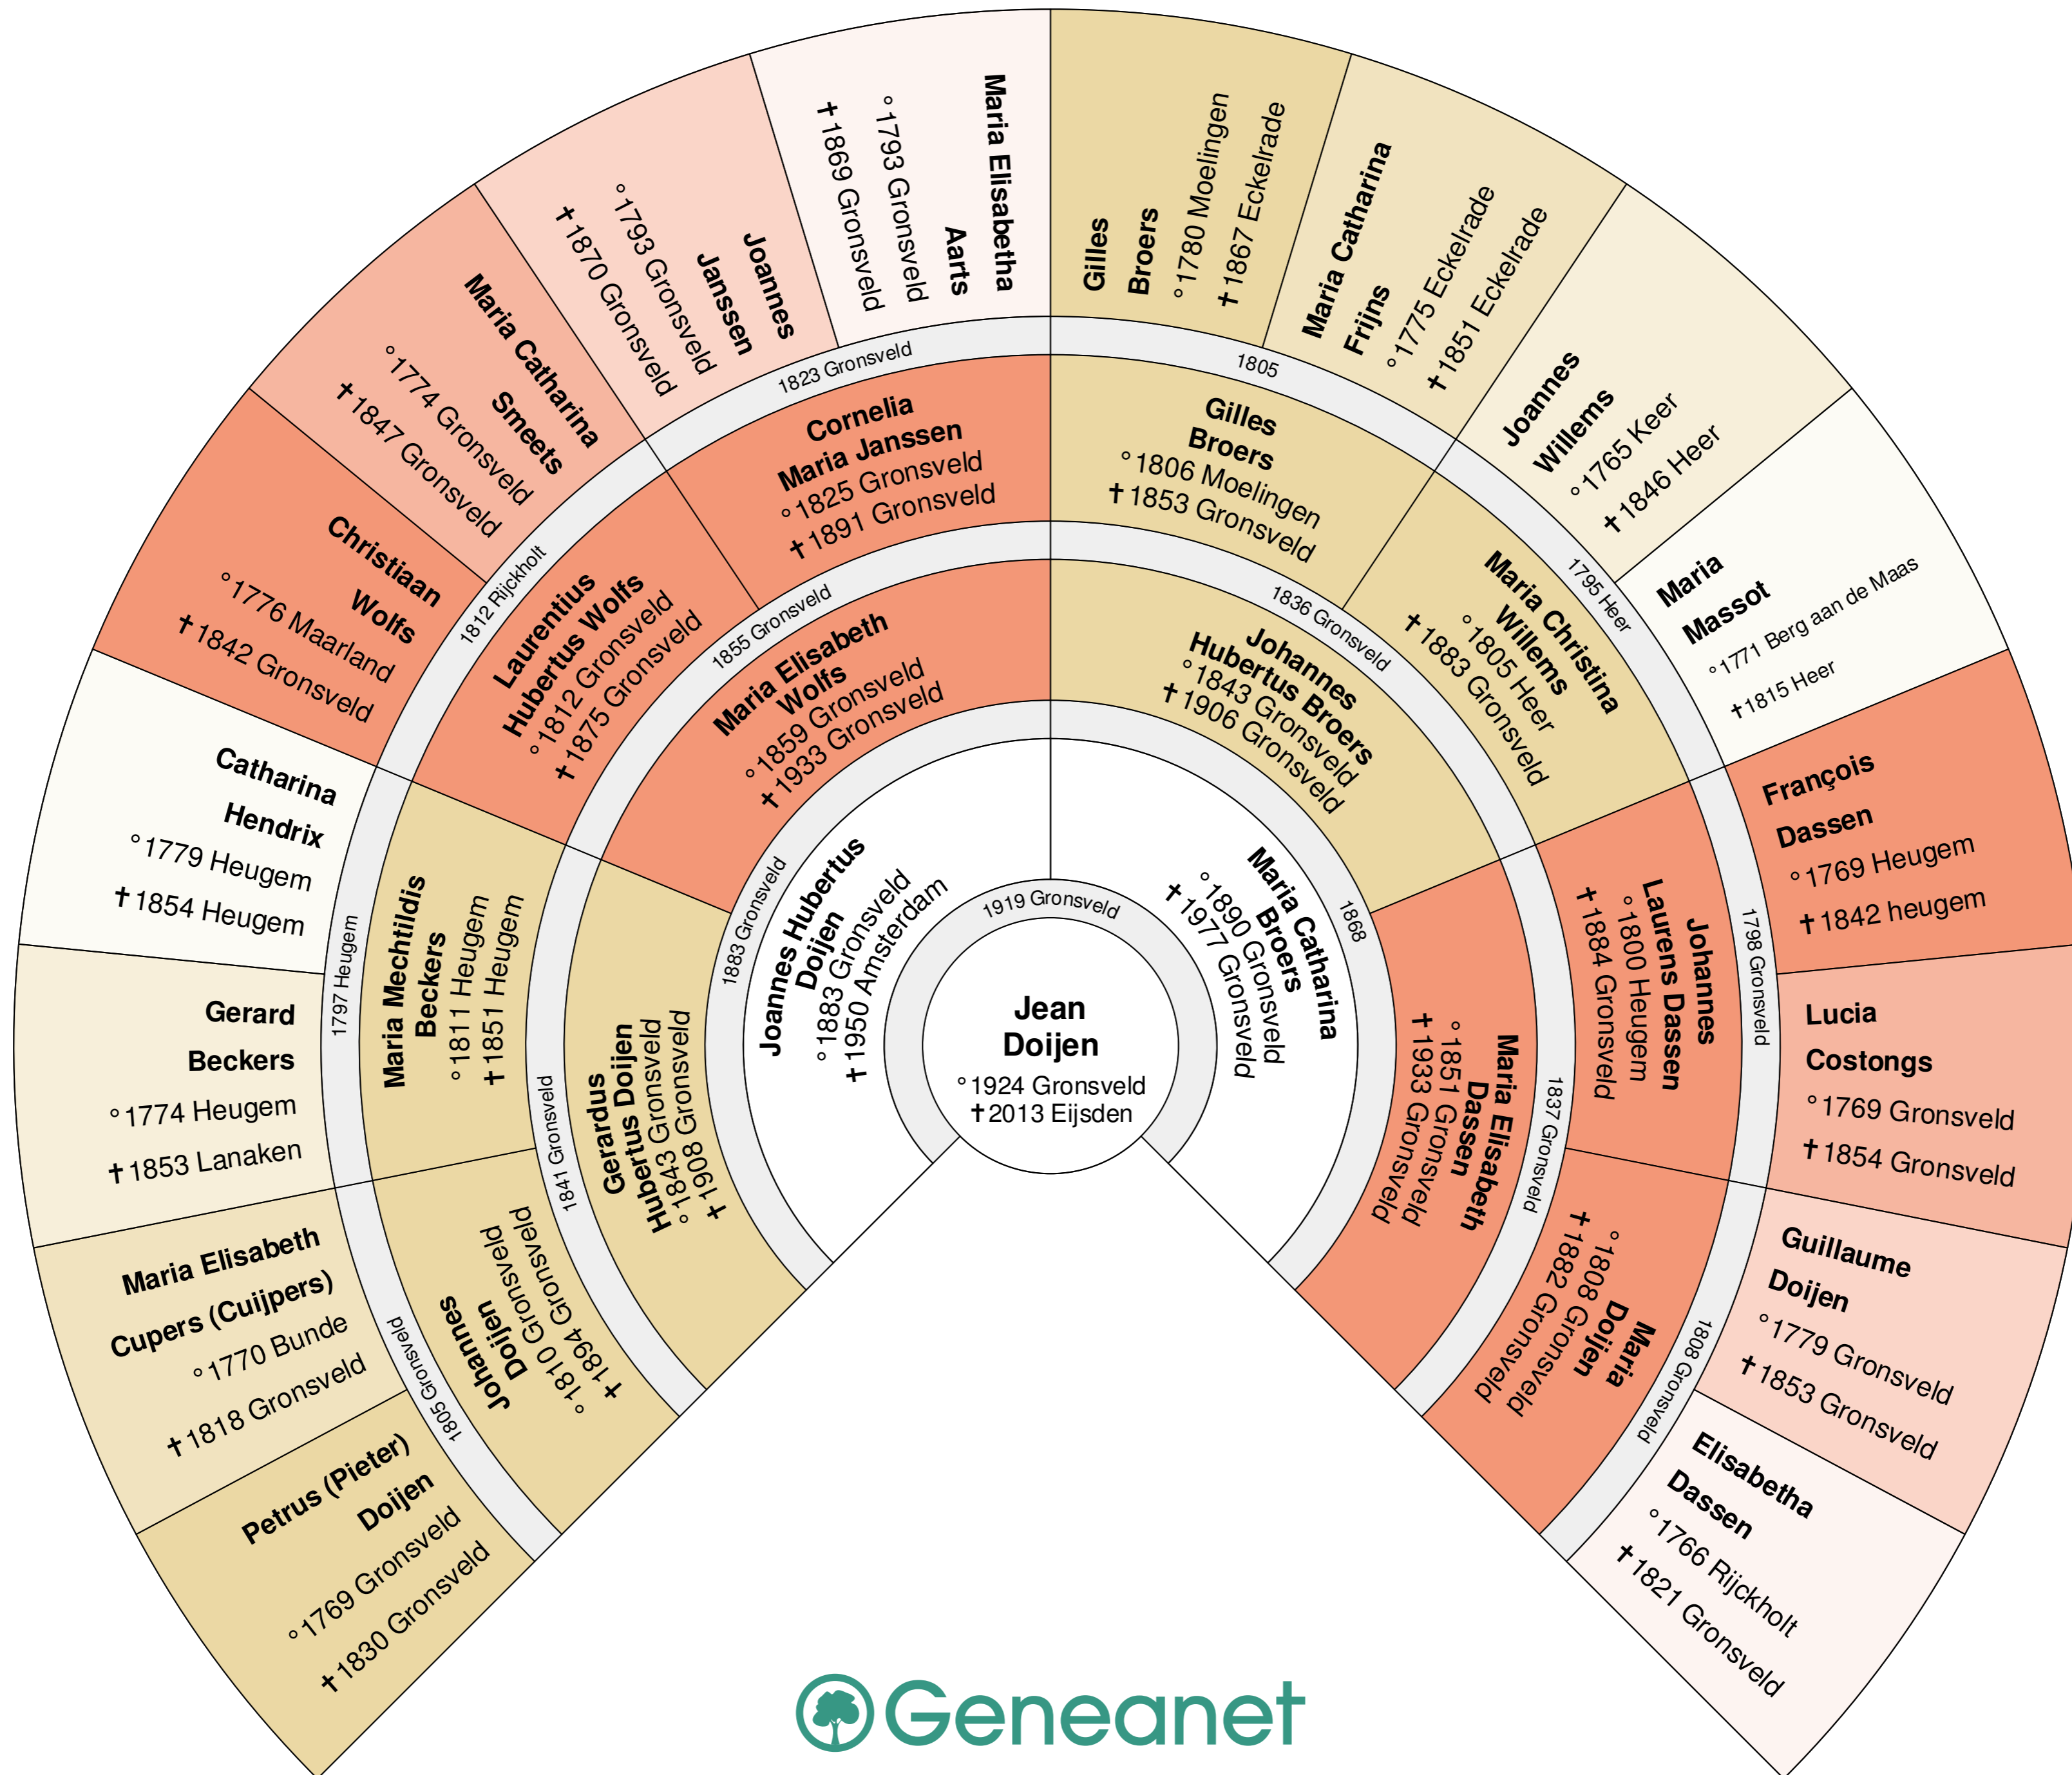 Jean
Doijen
°1924 Gronsveld
✝2013 Eijsden
1919 Gronsveld
Joannes Hubertus
Doijen
°1883 Gronsveld
✝1950 Amsterdam
Maria Catharina
Broers
°1890 Gronsveld
✝1977 Gronsveld
1883 Gronsveld
1868
Gerardus
Hubertus Doijen
°1843 Gronsveld
✝1908 Gronsveld
Maria Elisabeth
Wolfs
°1859 Gronsveld
✝1933 Gronsveld
Johannes
Hubertus Broers
°1843 Gronsveld
✝1906 Gronsveld
Maria Elisabeth
Dassen
°1851 Gronsveld
✝1933 Gronsveld
1841 Gronsveld
1855 Gronsveld
1836 Gronsveld
1837 Gronsveld
Johannes
Doijen
°1810 Gronsveld
✝1894 Gronsveld
Maria Mechtildis
Beckers
°1811 Heugem
✝1851 Heugem
Laurentius
Hubertus Wolfs
°1812 Gronsveld
✝1875 Gronsveld
Cornelia
Maria Janssen
°1825 Gronsveld
✝1891 Gronsveld
Gilles
Broers
°1806 Moelingen
✝1853 Gronsveld
Maria Christina
Willems
°1805 Heer
✝1883 Gronsveld
Johannes
Laurens Dassen
°1800 Heugem
✝1884 Gronsveld
Maria
Doijen
°1808 Gronsveld
✝1882 Gronsveld
1805 Gronsveld
1797 Heugem
1812 Rijckholt
1823 Gronsveld
1805
1795 Heer
1798 Gronsveld
1808 Gronsveld
Petrus (Pieter)
Doijen
°1769 Gronsveld
✝1830 Gronsveld
Maria Elisabeth
Cupers (Cuijpers)
°1770 Bunde
✝1818 Gronsveld
Gerard
Beckers
°1774 Heugem
✝1853 Lanaken
Catharina
Hendrix
°1779 Heugem
✝1854 Heugem
Christiaan
Wolfs
°1776 Maarland
✝1842 Gronsveld
Maria Catharina
Smeets
°1774 Gronsveld
✝1847 Gronsveld
Joannes
Janssen
°1793 Gronsveld
✝1870 Gronsveld
Maria Elisabetha
Aarts
°1793 Gronsveld
✝1869 Gronsveld
Gilles
Broers
°1780 Moelingen
✝1867 Eckelrade
Maria Catharina
Frijns
°1775 Eckelrade
✝1851 Eckelrade
Joannes
Willems
°1765 Keer
✝1846 Heer
Maria
Massot
°1771 Berg aan de Maas
✝1815 Heer
François
Dassen
°1769 Heugem
✝1842 heugem
Lucia
Costongs
°1769 Gronsveld
✝1854 Gronsveld
Guillaume
Doijen
°1779 Gronsveld
✝1853 Gronsveld
Elisabetha
Dassen
°1766 Rijckholt
✝1821 Gronsveld
Geneanet